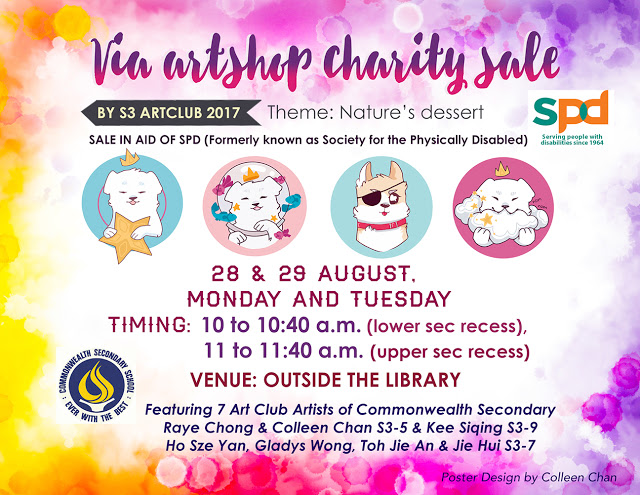 Via artshop charity sale
BY S3 ARTCLUB 2017
Theme: Nature's dessert
spd
Serving people with
disabilities since 1964
SALE IN AID OF SPD (Formerly known as Society for the Physically Disabled)
28 & 29 AUGUST,
MONDAY AND TUESDAY
TIMING: 10 to 10:40 a.m. (lower sec recess),
11 to 11:40 a.m. (upper sec recess)
VENUE: OUTSIDE THE LIBRARY
COMMONWEALTH SECONDARY SCHOOL
EVER WITH THE BEST
Featuring 7 Art Club Artists of Commonwealth Secondary
Raye Chong & Colleen Chan S3-5 & Kee Siqing S3-9
Ho Sze Yan, Gladys Wong, Toh Jie An & Jie Hui S3-7
Poster Design by Colleen Chan